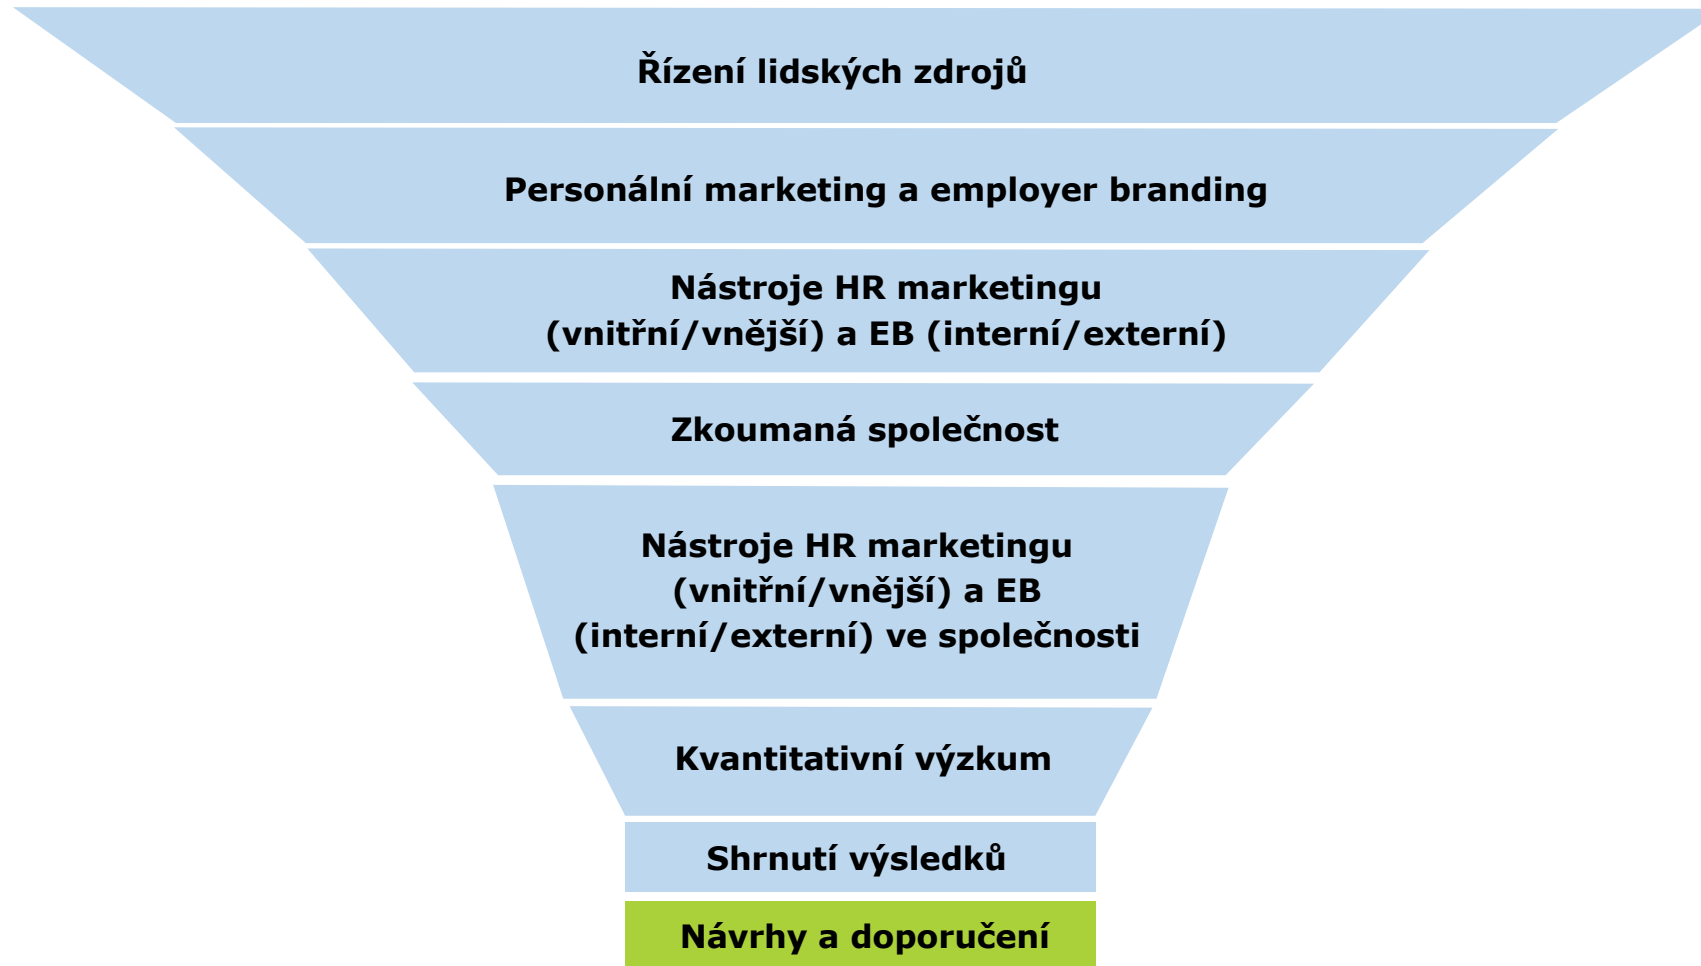 Řízení lidských zdrojů
Personální marketing a employer branding
Nástroje HR marketingu
(vnitřní/vnější) a EB (interní/externí)
Zkoumaná společnost
Nástroje HR marketingu
(vnitřní/vnější) a EB
(interní/externí) ve společnosti
Kvantitativní výzkum
Shrnutí výsledků
Návrhy a doporučení